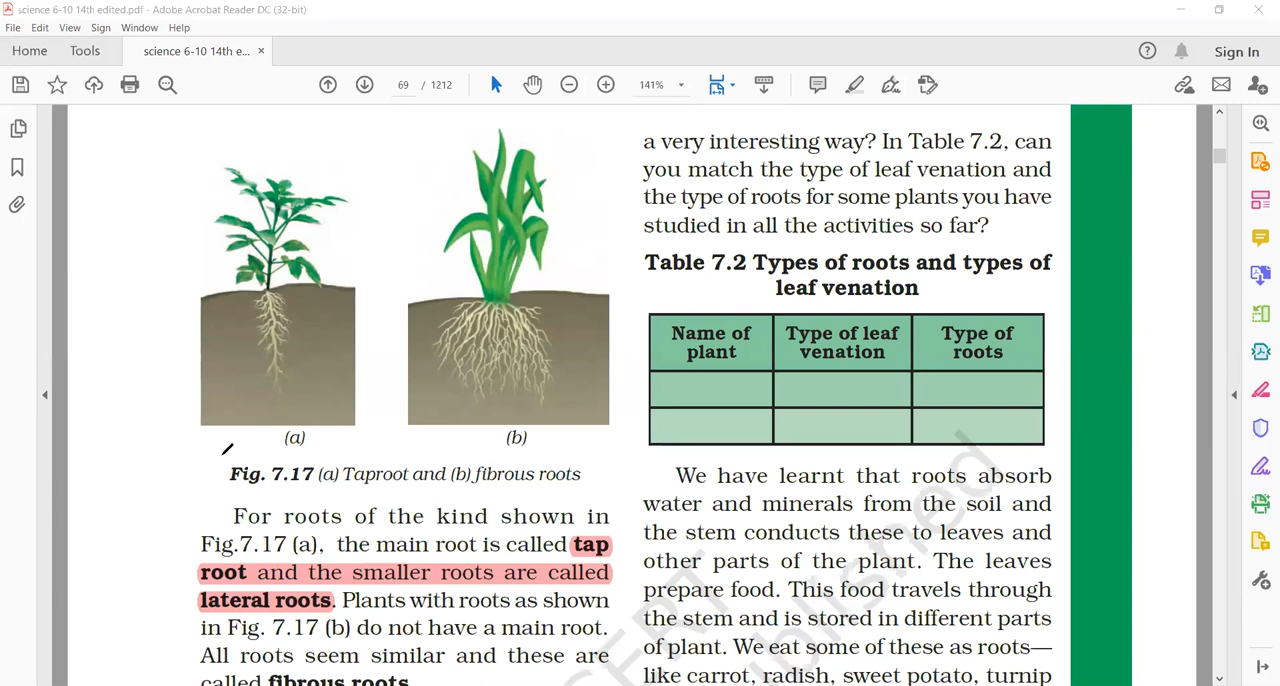 science 6-10 14th edited.pdf - Adobe Acrobat Reader DC (32-bit)
File Edit View Sign Window Help
Home Tools science 6-10 14th e... × Sign In
69 / 1212 141%
(a) (b)
Fig. 7.17 (a) Taproot and (b) fibrous roots
For roots of the kind shown in
Fig.7.17 (a), the main root is called tap
root and the smaller roots are called
lateral roots. Plants with roots as shown
in Fig. 7.17 (b) do not have a main root.
All roots seem similar and these are
called fibrous roots.
a very interesting way? In Table 7.2, can
you match the type of leaf venation and
the type of roots for some plants you have
studied in all the activities so far?
Table 7.2 Types of roots and types of
leaf venation
Name of plant Type of leaf venation Type of roots
We have learnt that roots absorb
water and minerals from the soil and
the stem conducts these to leaves and
other parts of the plant. The leaves
prepare food. This food travels through
the stem and is stored in different parts
of plant. We eat some of these as roots—
like carrot, radish, sweet potato, turnip